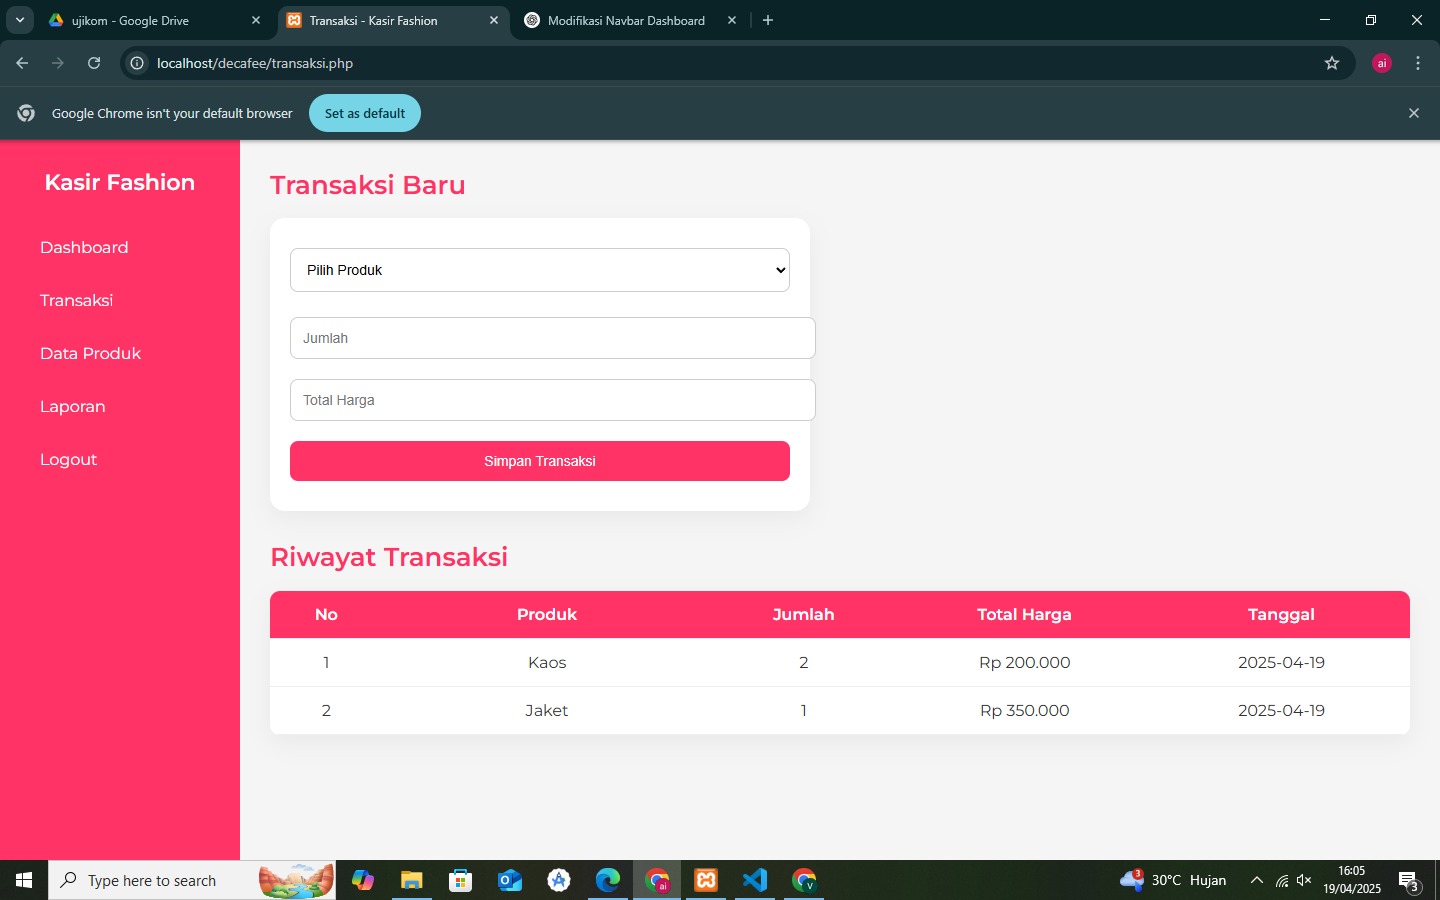 ujikom - Google Drive
Transaksi - Kasir Fashion
Modifikasi Navbar Dashboard
localhost/decafee/transaksi.php
ai
Google Chrome isn't your default browser
Set as default
Kasir Fashion
Dashboard
Transaksi
Data Produk
Laporan
Logout
Transaksi Baru
Pilih Produk
Jumlah
Total Harga
Simpan Transaksi
Riwayat Transaksi
No Produk Jumlah Total Harga Tanggal
1 Kaos 2 Rp 200.000 2025-04-19
2 Jaket 1 Rp 350.000 2025-04-19
Type here to search
ai
V
3
30°C Hujan
16:05
19/04/2025
3